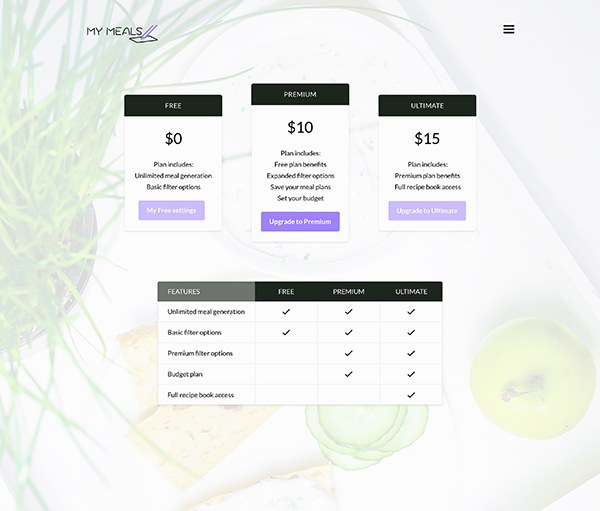 MY MEALS
FREE
$0
Plan includes:
Unlimited meal generation
Basic filter options
My Free settings
PREMIUM
$10
Plan includes:
Free plan benefits
Expanded filter options
Save your meal plans
Set your budget
Upgrade to Premium
ULTIMATE
$15
Plan includes:
Premium plan benefits
Full recipe book access
Upgrade to Ultimate
FEATURES FREE PREMIUM ULTIMATE
Unlimited meal generation
Basic filter options
Premium filter options
Budget plan
Full recipe book access